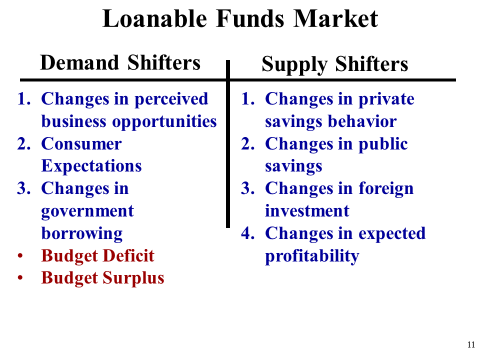 Loanable Funds Market
Demand Shifters
1. Changes in perceived
business opportunities
2. Consumer
Expectations
3. Changes in
government
borrowing
• Budget Deficit
• Budget Surplus
Supply Shifters
1. Changes in private
savings behavior
2. Changes in public
savings
3. Changes in foreign
investment
4. Changes in expected
profitability
11